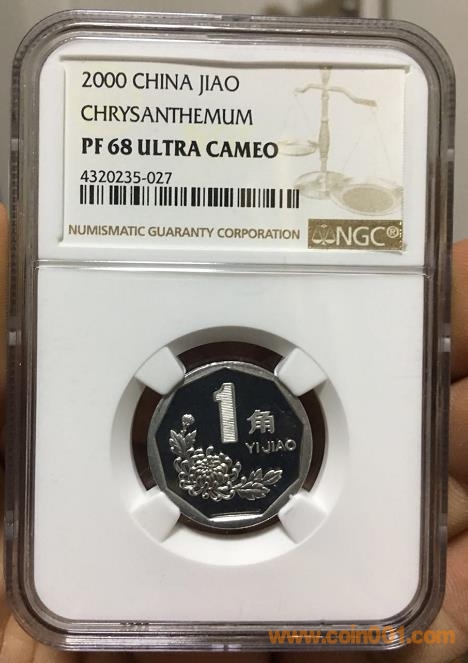 2000 CHINA JIAO
CHRYSANTHEMUM
PF 68 ULTRA CAMEO
4320235-027
NUMISMATIC GUARANTY CORPORATION
NGC®
1
角
YI JIAO
www.coin001.com